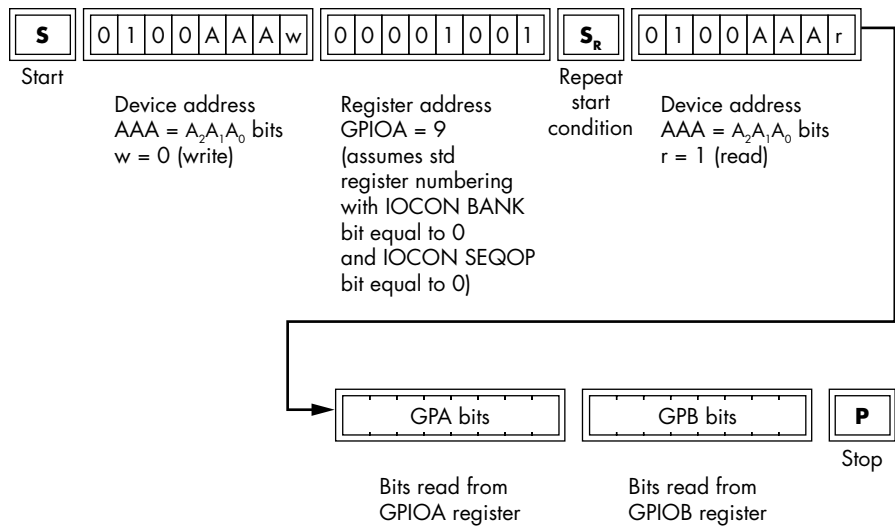 S 0 1 0 0 A A A w 0 0 0 0 1 0 0 1 S_R 0 1 0 0 A A A r
Start
Repeat
start
condition
Device address
AAA = A₂A₁A₀ bits
w = 0 (write)
Register address
GPIOA = 9
(assumes std
register numbering
with IOCON BANK
bit equal to 0
and IOCON SEQOP
bit equal to 0)
Device address
AAA = A₂A₁A₀ bits
r = 1 (read)
GPA bits GPB bits P
Stop
Bits read from
GPIOA register
Bits read from
GPIOB register